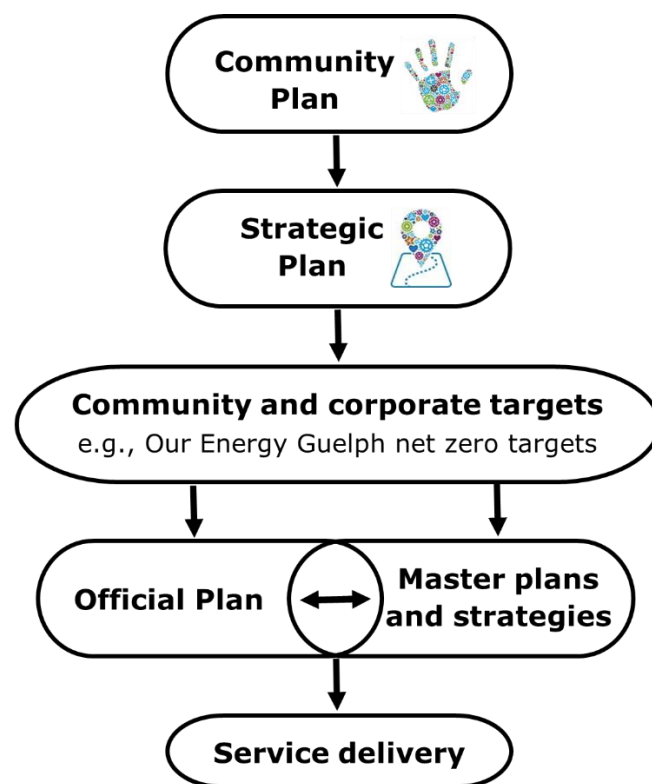 Community
Plan
Strategic
Plan
Community and corporate targets
e.g., Our Energy Guelph net zero targets
Official Plan
Master plans
and strategies
Service delivery